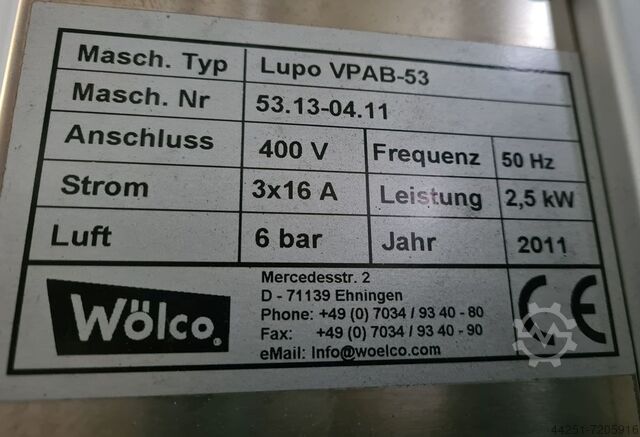 Masch. Typ Lupo VPAB-53
Masch. Nr 53.13-04.11
Anschluss 400 V Frequenz 50 Hz
Strom 3x16 A Leistung 2,5 kW
Luft 6 bar Jahr 2011
Wölco.
Mercedesstr. 2
D - 71139 Ehningen
Phone: +49 (0) 7034 / 93 40 - 80
Fax: +49 (0) 7034 / 93 40 - 90
eMail: Info@woelco.com
CE
44251-7205916